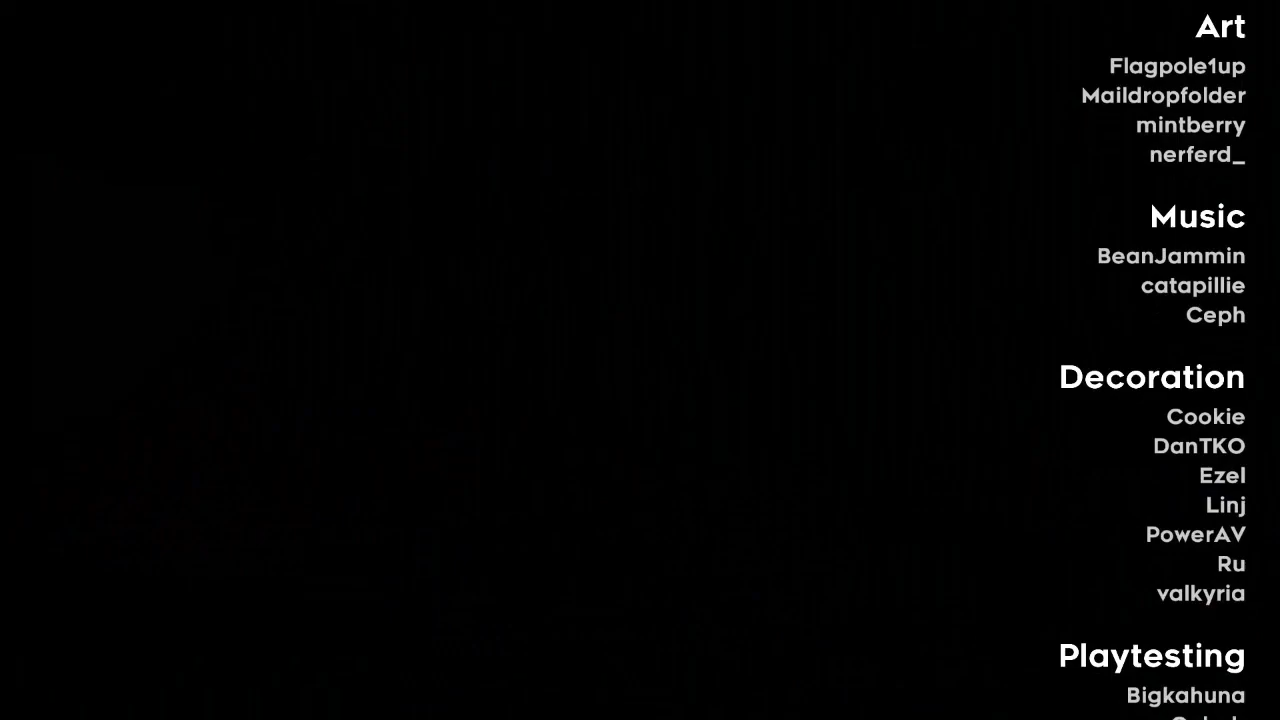 Art
Flagpole1up
Maildropfolder
mintberry
nerferd_
Music
BeanJammin
catapillie
Ceph
Decoration
Cookie
DanTKO
Ezel
Linj
PowerAV
Ru
valkyria
Playtesting
Bigkahuna